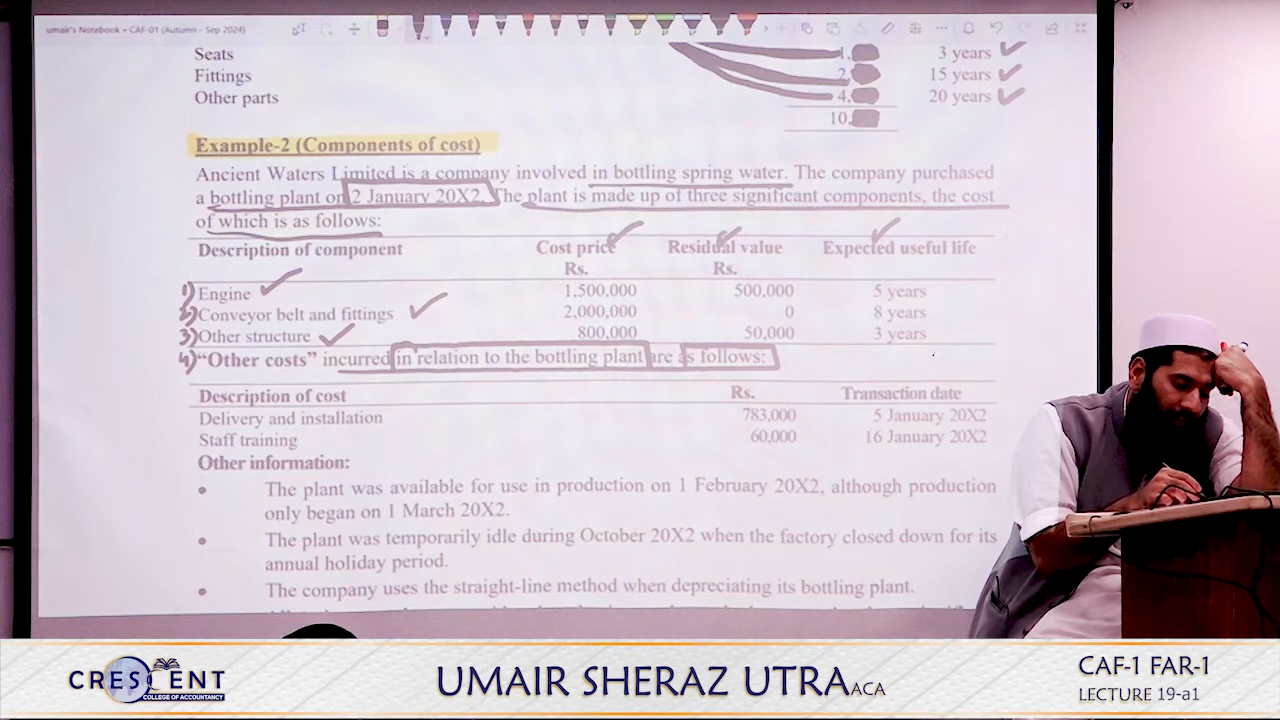 umair's Notebook - CAF-01 (Autumn - Sep 2024)
Seats 1. 3 years
Fittings 2. 15 years
Other parts 4. 20 years
10.
Example-2 (Components of cost)
Ancient Waters Limited is a company involved in bottling spring water. The company purchased
a bottling plant on 2 January 20X2. The plant is made up of three significant components, the cost
of which is as follows:
Description of component Cost price Residual value Expected useful life
Rs. Rs.
1) Engine 1,500,000 500,000 5 years
2) Conveyor belt and fittings 2,000,000 0 8 years
3) Other structure 800,000 50,000 3 years
4) "Other costs" incurred in relation to the bottling plant are as follows:
Description of cost Rs. Transaction date
Delivery and installation 783,000 5 January 20X2
Staff training 60,000 16 January 20X2
Other information:
• The plant was available for use in production on 1 February 20X2, although production
only began on 1 March 20X2.
• The plant was temporarily idle during October 20X2 when the factory closed down for its
annual holiday period.
• The company uses the straight-line method when depreciating its bottling plant.
CRESCENT
COLLEGE OF ACCOUNTANCY
UMAIR SHERAZ UTRA ACA
CAF-1 FAR-1
LECTURE 19-a1